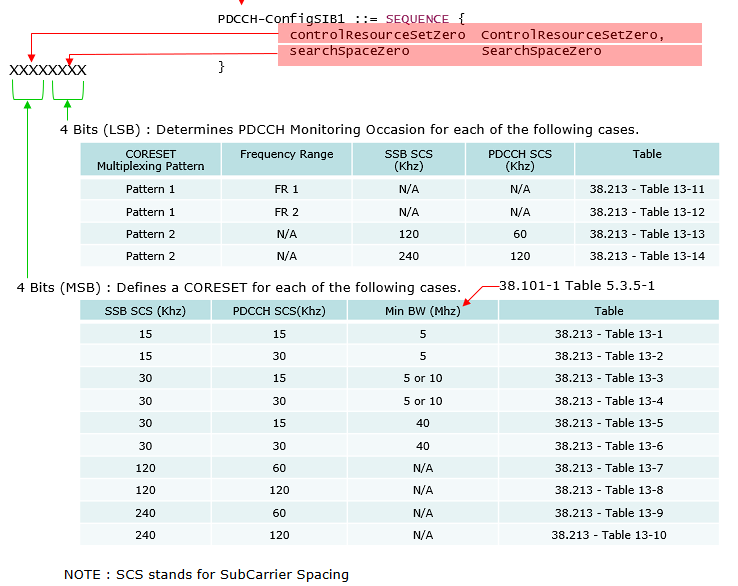 PDCCH-ConfigSIB1 ::= SEQUENCE {
controlResourceSetZero ControlResourceSetZero,
searchSpaceZero SearchSpaceZero
}
XXXXXXXX
4 Bits (LSB) : Determines PDCCH Monitoring Occasion for each of the following cases.
CORESET Multiplexing Pattern Frequency Range SSB SCS (Khz) PDCCH SCS (Khz) Table
Pattern 1 FR 1 N/A N/A 38.213 - Table 13-11
Pattern 1 FR 2 N/A N/A 38.213 - Table 13-12
Pattern 2 N/A 120 60 38.213 - Table 13-13
Pattern 2 N/A 240 120 38.213 - Table 13-14
4 Bits (MSB) : Defines a CORESET for each of the following cases.
38.101-1 Table 5.3.5-1
SSB SCS (Khz) PDCCH SCS(Khz) Min BW (Mhz) Table
15 15 5 38.213 - Table 13-1
15 30 5 38.213 - Table 13-2
30 15 5 or 10 38.213 - Table 13-3
30 30 5 or 10 38.213 - Table 13-4
30 15 40 38.213 - Table 13-5
30 30 40 38.213 - Table 13-6
120 60 N/A 38.213 - Table 13-7
120 120 N/A 38.213 - Table 13-8
240 60 N/A 38.213 - Table 13-9
240 120 N/A 38.213 - Table 13-10
NOTE : SCS stands for SubCarrier Spacing